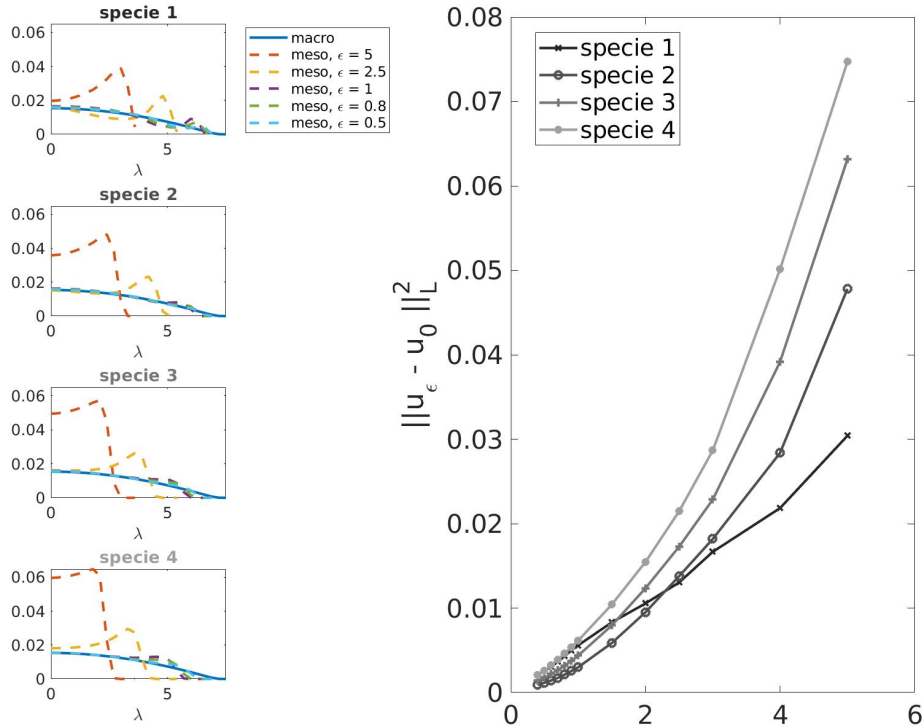 specie 1
0.06
0.04
0.02
0
0 5
λ
macro
meso, ϵ = 5
meso, ϵ = 2.5
meso, ϵ = 1
meso, ϵ = 0.8
meso, ϵ = 0.5
specie 2
0.06
0.04
0.02
0
0 5
λ
specie 3
0.06
0.04
0.02
0
0 5
λ
specie 4
0.06
0.04
0.02
0
0 5
λ
||u_ϵ - u_0 ||_L^2
0.08
0.07
0.06
0.05
0.04
0.03
0.02
0.01
0
0 2 4 6
specie 1
specie 2
specie 3
specie 4